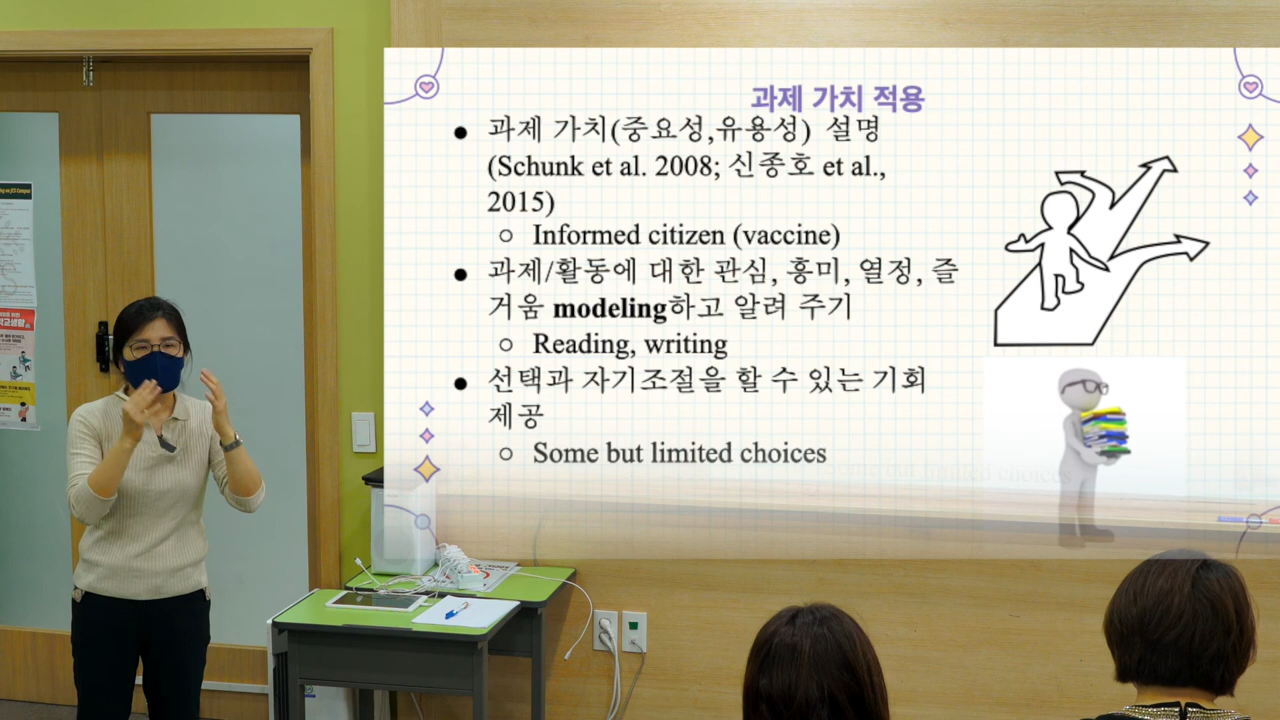 과제 가치 적용
● 과제 가치(중요성,유용성) 설명
(Schunk et al. 2008; 신종호 et al.,
2015)
○ Informed citizen (vaccine)
● 과제/활동에 대한 관심, 흥미, 열정, 즐
거움 modeling하고 알려 주기
○ Reading, writing
● 선택과 자기조절을 할 수 있는 기회
제공
○ Some but limited choices